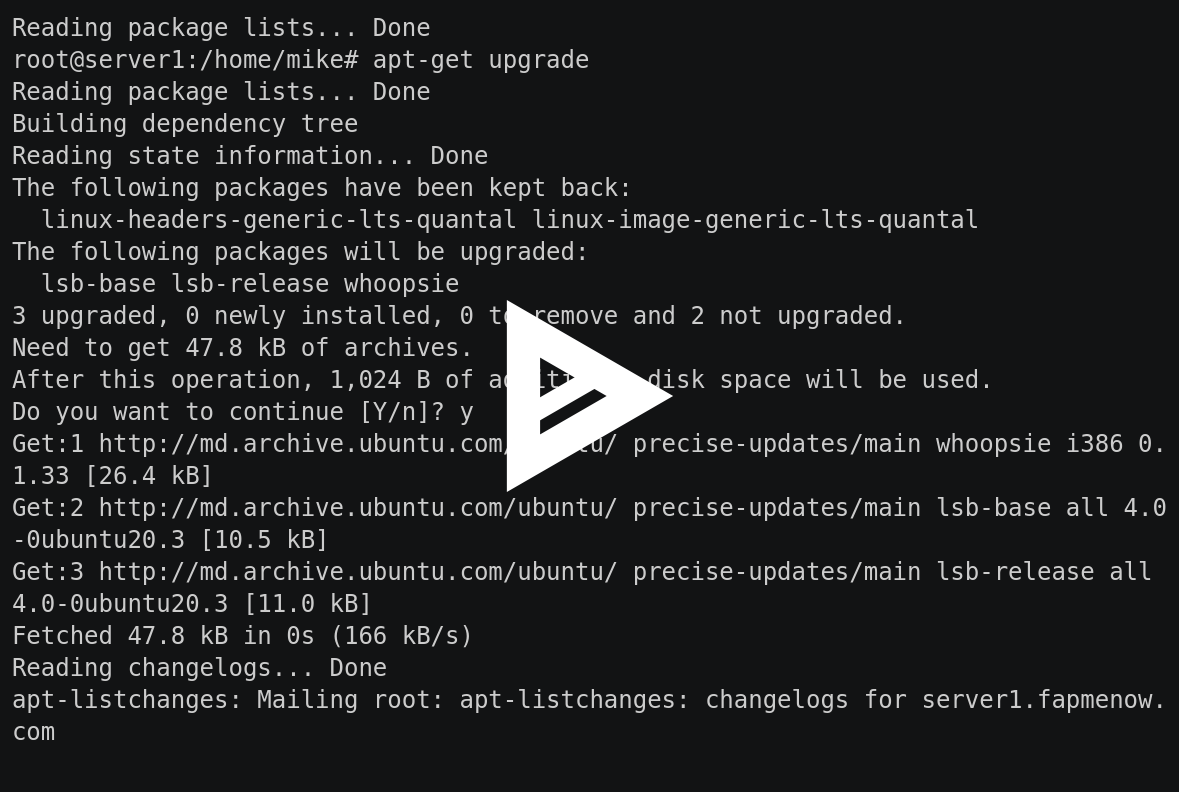 Reading package lists... Done
root@server1:/home/mike# apt-get upgrade
Reading package lists... Done
Building dependency tree
Reading state information... Done
The following packages have been kept back:
  linux-headers-generic-lts-quantal linux-image-generic-lts-quantal
The following packages will be upgraded:
  lsb-base lsb-release whoopsie
3 upgraded, 0 newly installed, 0 to remove and 2 not upgraded.
Need to get 47.8 kB of archives.
After this operation, 1,024 B of disk space will be used.
Do you want to continue [Y/n]? y
Get:1 http://md.archive.ubuntu.com/ precise-updates/main whoopsie i386 0.
1.33 [26.4 kB]
Get:2 http://md.archive.ubuntu.com/ubuntu/ precise-updates/main lsb-base all 4.0
-0ubuntu20.3 [10.5 kB]
Get:3 http://md.archive.ubuntu.com/ubuntu/ precise-updates/main lsb-release all
4.0-0ubuntu20.3 [11.0 kB]
Fetched 47.8 kB in 0s (166 kB/s)
Reading changelogs... Done
apt-listchanges: Mailing root: apt-listchanges: changelogs for server1.fapmenow.
com